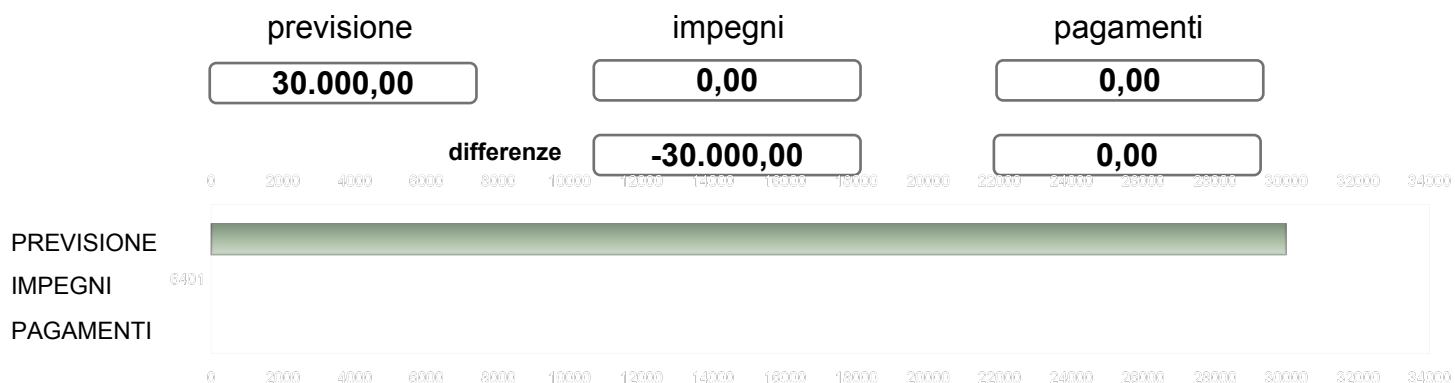 previsione impegni pagamenti
30.000,00 0,00 0,00
differenze -30.000,00 0,00
0 2000 4000 6000 8000 10000 12000 14000 16000 18000 20000 22000 24000 26000 28000 30000 32000 34000
PREVISIONE
6401
IMPEGNI
PAGAMENTI
0 2000 4000 6000 8000 10000 12000 14000 16000 18000 20000 22000 24000 26000 28000 30000 32000 34000